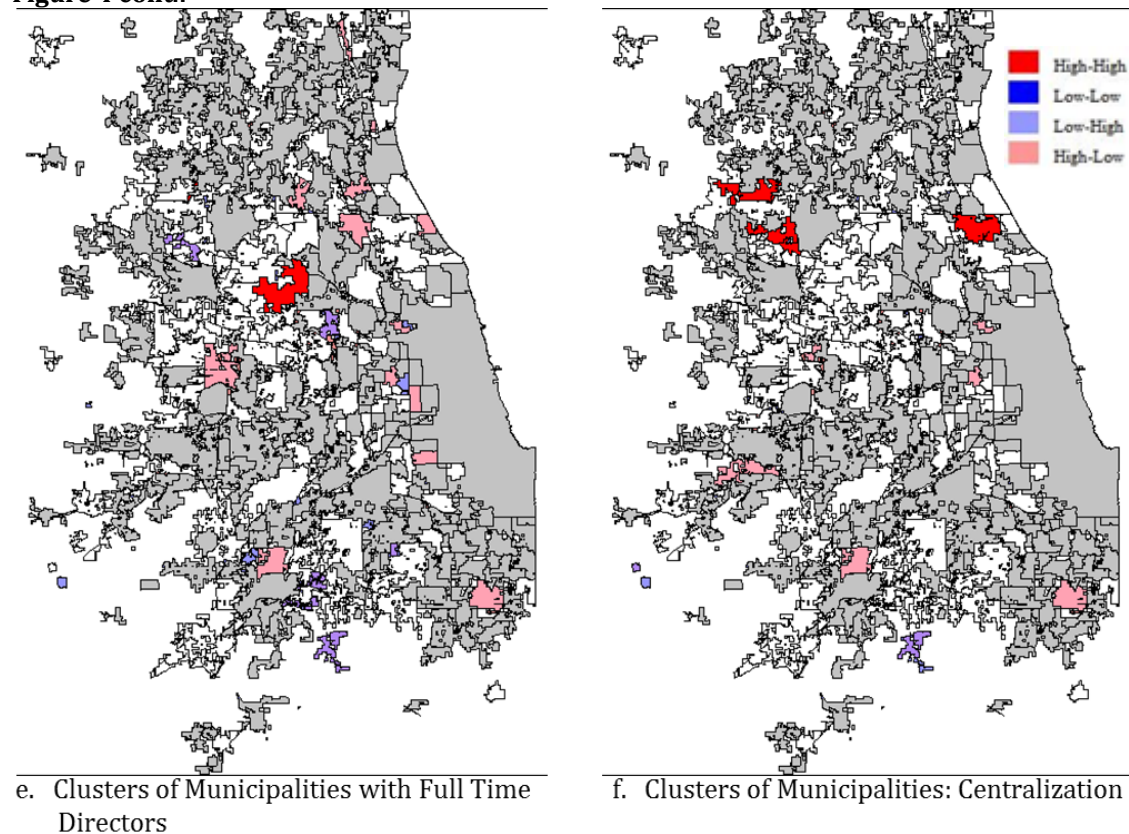 High-High
Low-Low
Low-High
High-Low
e. Clusters of Municipalities with Full Time
Directors
f. Clusters of Municipalities: Centralization